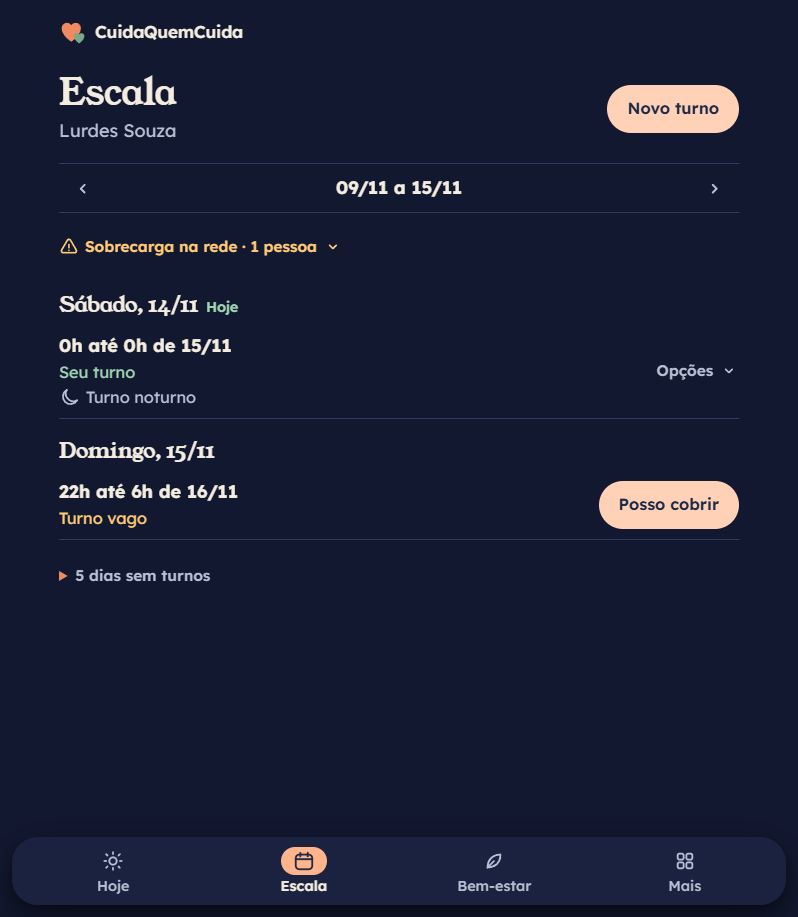 CuidaQuemCuida
Escala
Lurdes Souza
Novo turno
09/11 a 15/11
Sobrecarga na rede · 1 pessoa
Sábado, 14/11 Hoje
0h até 0h de 15/11
Seu turno
Turno noturno
Opções
Domingo, 15/11
22h até 6h de 16/11
Turno vago
Posso cobrir
5 dias sem turnos
Hoje
Escala
Bem-estar
Mais